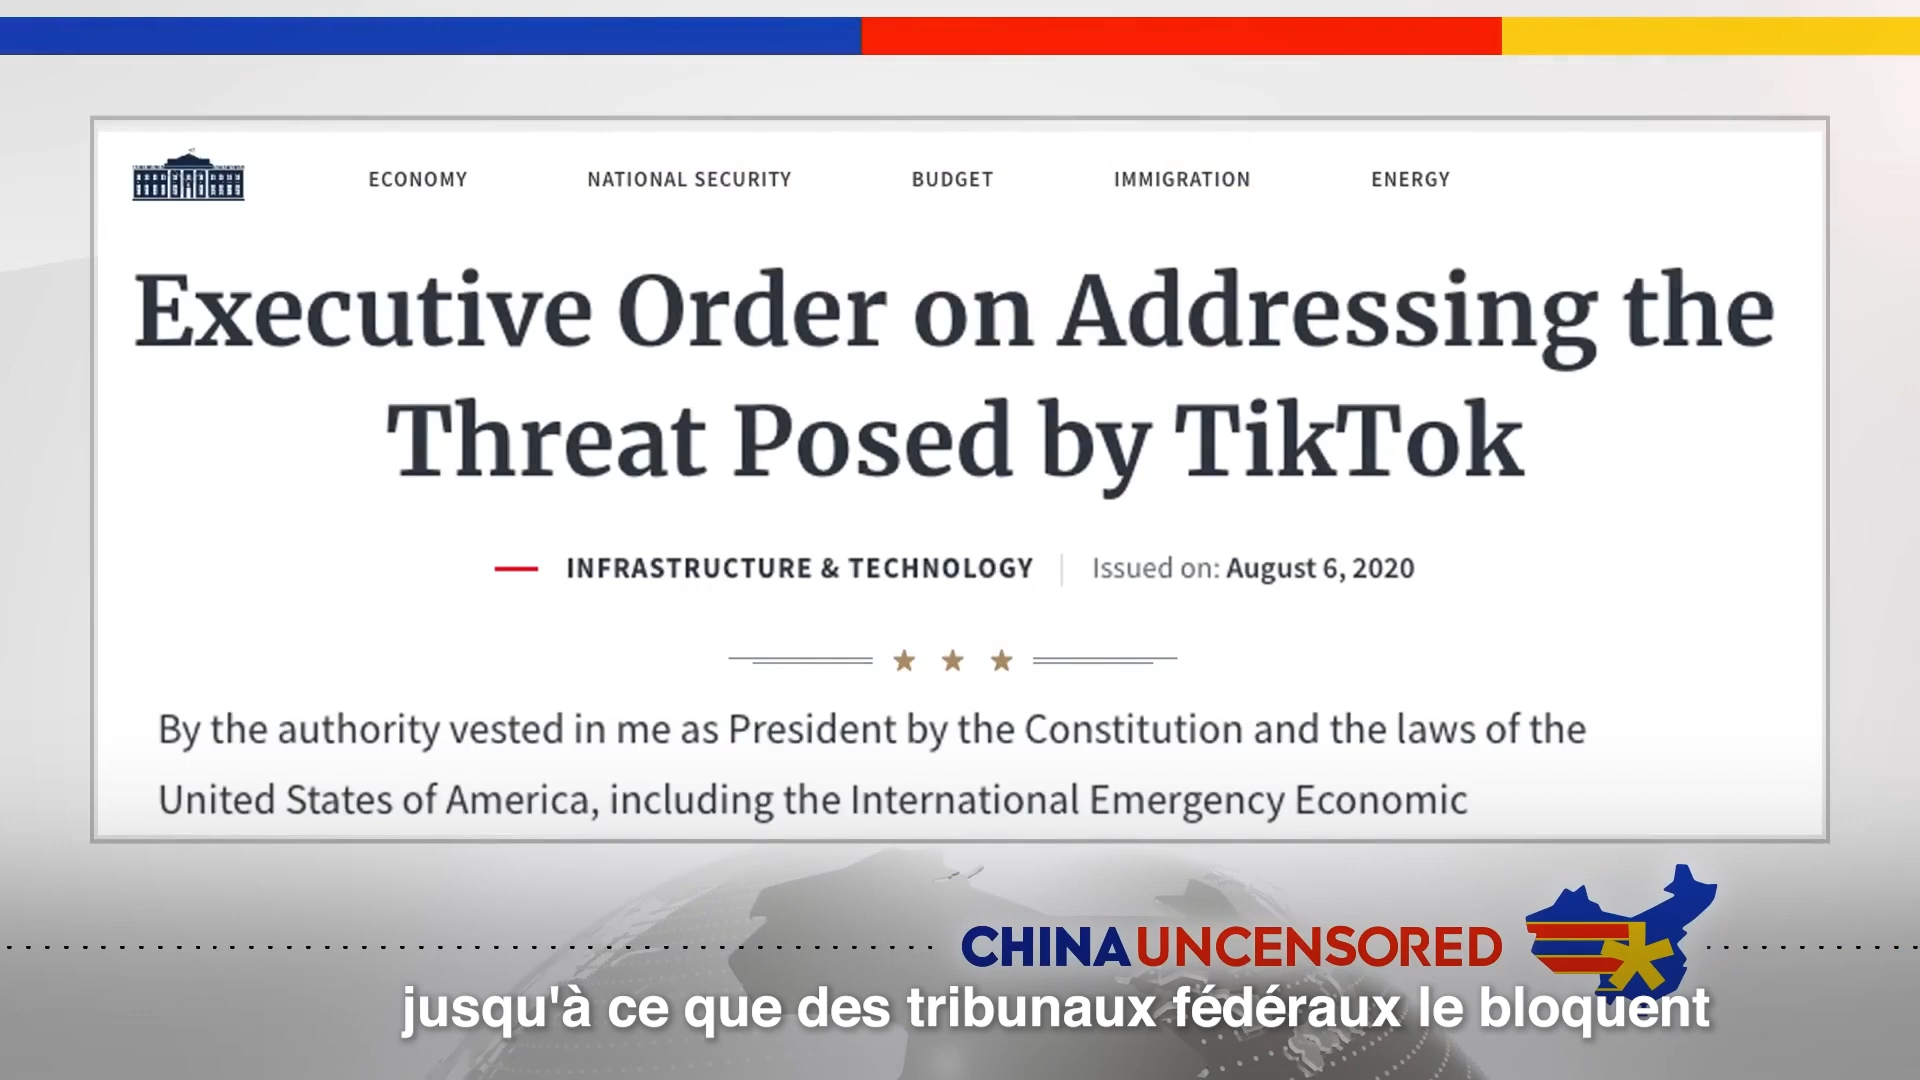 ECONOMY NATIONAL SECURITY BUDGET IMMIGRATION ENERGY
Executive Order on Addressing the
Threat Posed by TikTok
INFRASTRUCTURE & TECHNOLOGY Issued on: August 6, 2020
By the authority vested in me as President by the Constitution and the laws of the
United States of America, including the International Emergency Economic
CHINA UNCENSORED
jusqu'à ce que des tribunaux fédéraux le bloquent